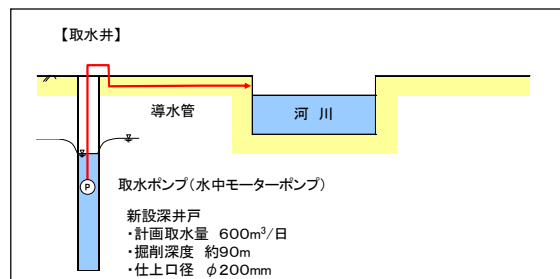 【取水井】
導水管
河 川
P
取水ポンプ(水中モーターポンプ)
新設深井戸
・計画取水量 600m³/日
・掘削深度 約90m
・仕上口径 φ200mm